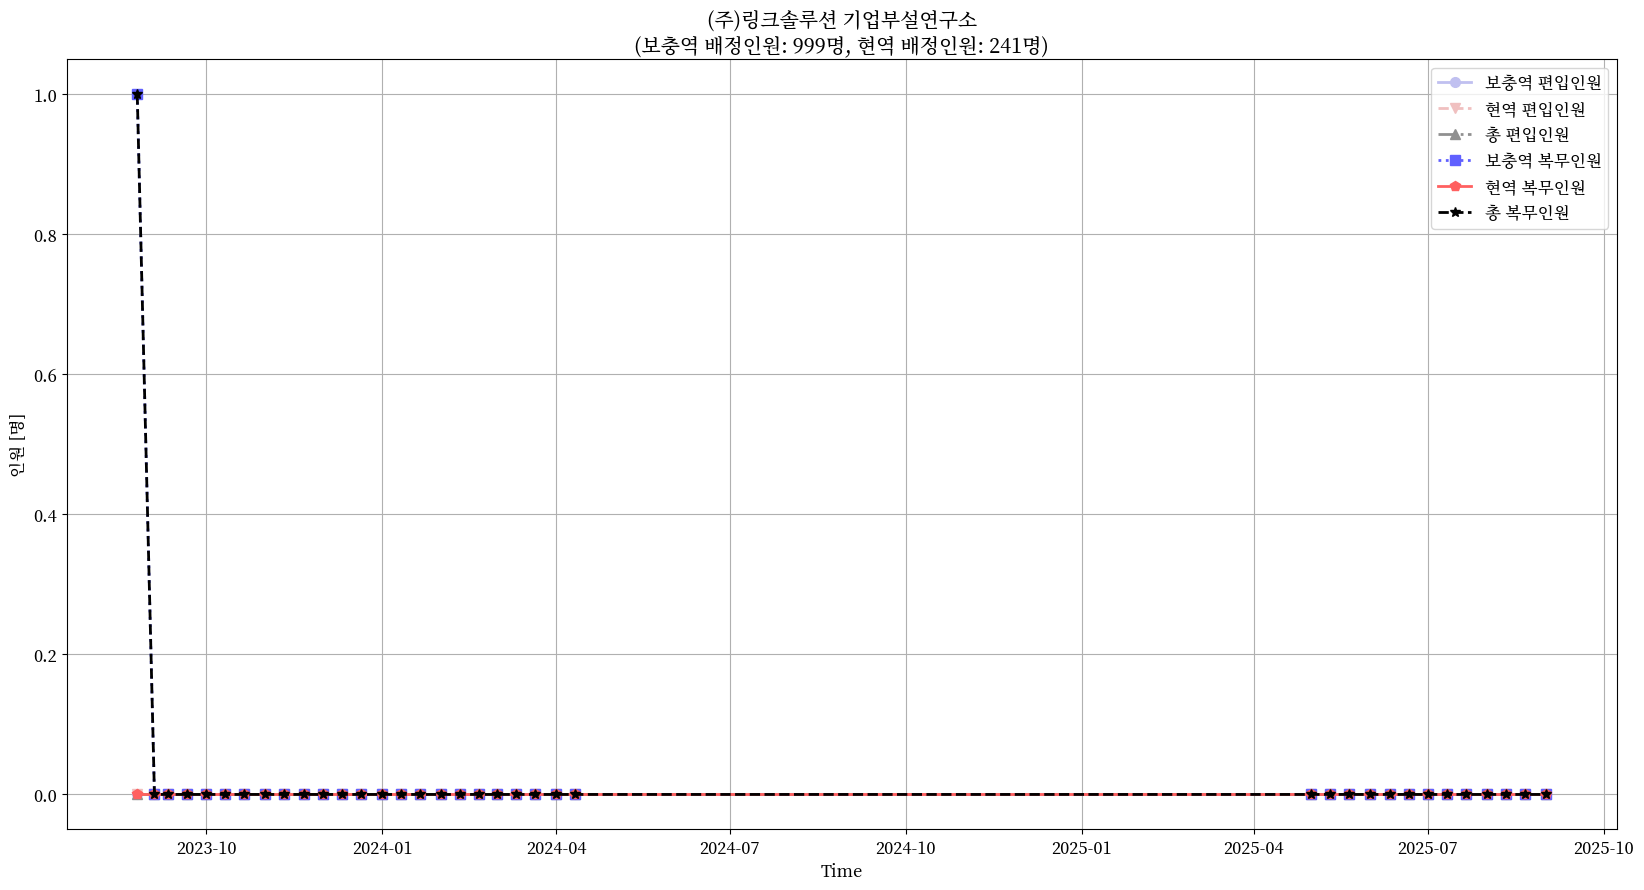 (주)링크솔루션 기업부설연구소
(보충역 배정인원: 999명, 현역 배정인원: 241명)
보충역 편입인원
현역 편입인원
총 편입인원
보충역 복무인원
현역 복무인원
총 복무인원
인원 [명]
1.0
0.8
0.6
0.4
0.2
0.0
2023-10
2024-01
2024-04
2024-07
2024-10
2025-01
2025-04
2025-07
2025-10
Time